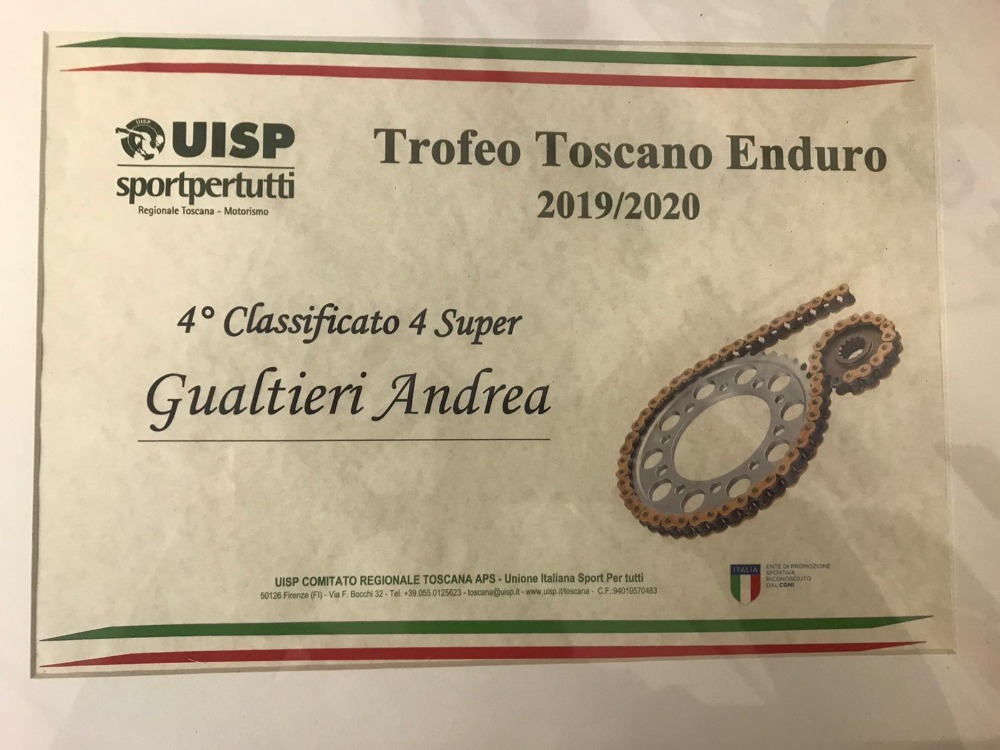 UISP
UISP
sportpertutti
Regionale Toscana - Motorismo
Trofeo Toscano Enduro
2019/2020
4° Classificato 4 Super
Gualtieri Andrea
UISP COMITATO REGIONALE TOSCANA APS - Unione Italiana Sport Per tutti
50126 Firenze (FI) - Via F. Bocchi 32 - Tel. +39.055.0125623 - toscana@uisp.it - www.uisp.it/toscana - C.F.:94019570483
ITALIA
ENTE DI PROMOZIONE
SPORTIVA
RICONOSCIUTO
DAL CONI